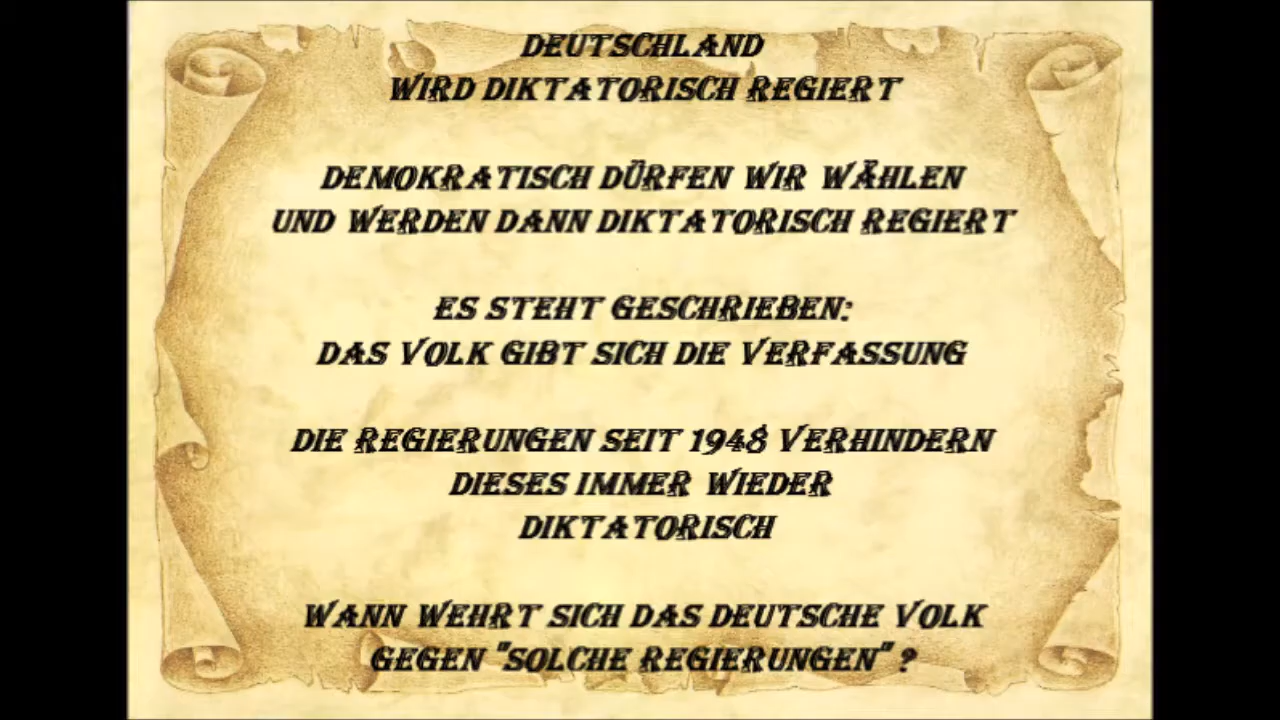 DEUTSCHLAND
WIRD DIKTATORISCH REGIERT
DEMOKRATISCH DÜRFEN WIR WÄHLEN
UND WERDEN DANN DIKTATORISCH REGIERT
ES STEHT GESCHRIEBEN:
DAS VOLK GIBT SICH DIE VERFASSUNG
DIE REGIERUNGEN SEIT 1948 VERHINDERN
DIESES IMMER WIEDER
DIKTATORISCH
WANN WEHRT SICH DAS DEUTSCHE VOLK
GEGEN "SOLCHE REGIERUNGEN" ?